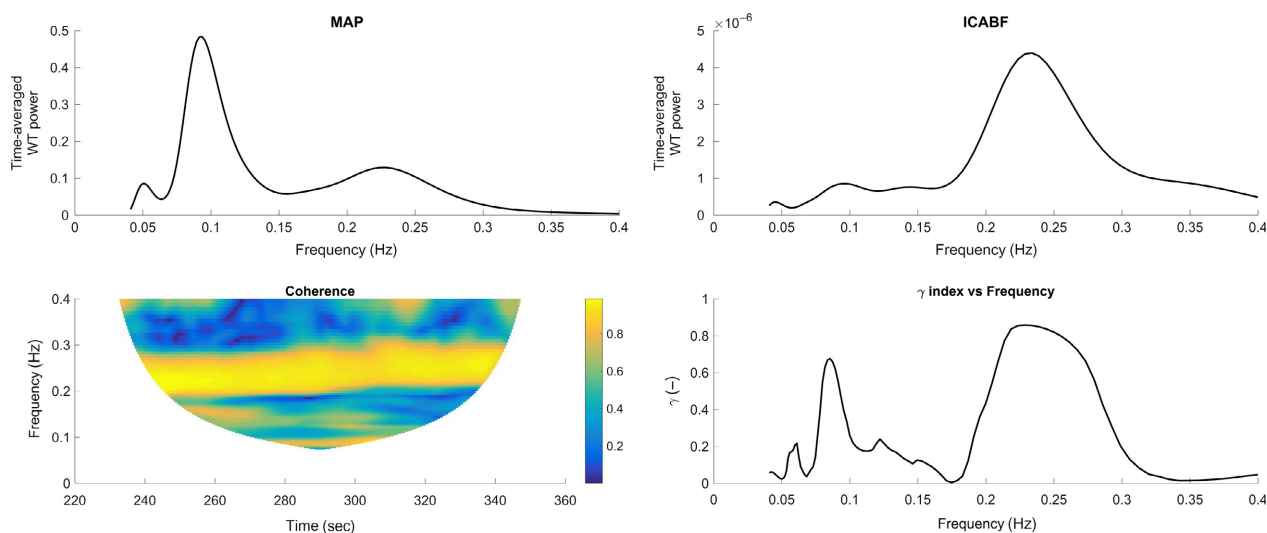 MAP
0.5
0.4
0.3
0.2
0.1
0
Time-averaged
WT power
0 0.05 0.1 0.15 0.2 0.25 0.3 0.35 0.4
Frequency (Hz)
×10⁻⁶
ICABF
5
4
3
2
1
0
Time-averaged
WT power
0 0.05 0.1 0.15 0.2 0.25 0.3 0.35 0.4
Frequency (Hz)
Coherence
0.4
0.3
0.2
0.1
0
Frequency (Hz)
220 240 260 280 300 320 340 360
Time (sec)
0.8
0.6
0.4
0.2
γ index vs Frequency
1
0.8
0.6
0.4
0.2
0
γ (−)
0 0.05 0.1 0.15 0.2 0.25 0.3 0.35 0.4
Frequency (Hz)